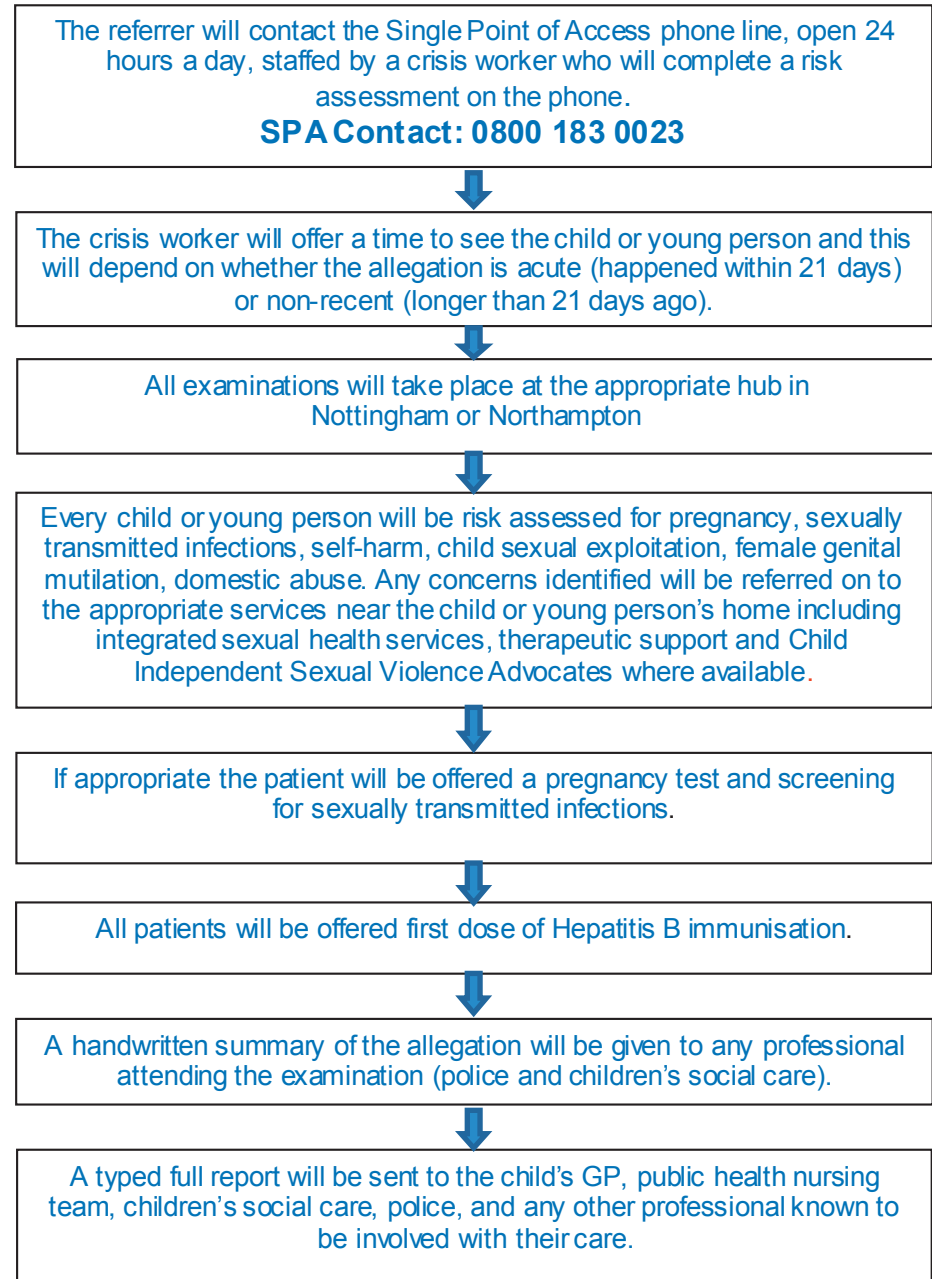 The referrer will contact the Single Point of Access phone line, open 24
hours a day, staffed by a crisis worker who will complete a risk
assessment on the phone.
SPA Contact: 0800 183 0023
The crisis worker will offer a time to see the child or young person and this
will depend on whether the allegation is acute (happened within 21 days)
or non-recent (longer than 21 days ago).
All examinations will take place at the appropriate hub in
Nottingham or Northampton
Every child or young person will be risk assessed for pregnancy, sexually
transmitted infections, self-harm, child sexual exploitation, female genital
mutilation, domestic abuse. Any concerns identified will be referred on to
the appropriate services near the child or young person's home including
integrated sexual health services, therapeutic support and Child
Independent Sexual Violence Advocates where available.
If appropriate the patient will be offered a pregnancy test and screening
for sexually transmitted infections.
All patients will be offered first dose of Hepatitis B immunisation.
A handwritten summary of the allegation will be given to any professional
attending the examination (police and children's social care).
A typed full report will be sent to the child's GP, public health nursing
team, children's social care, police, and any other professional known to
be involved with their care.